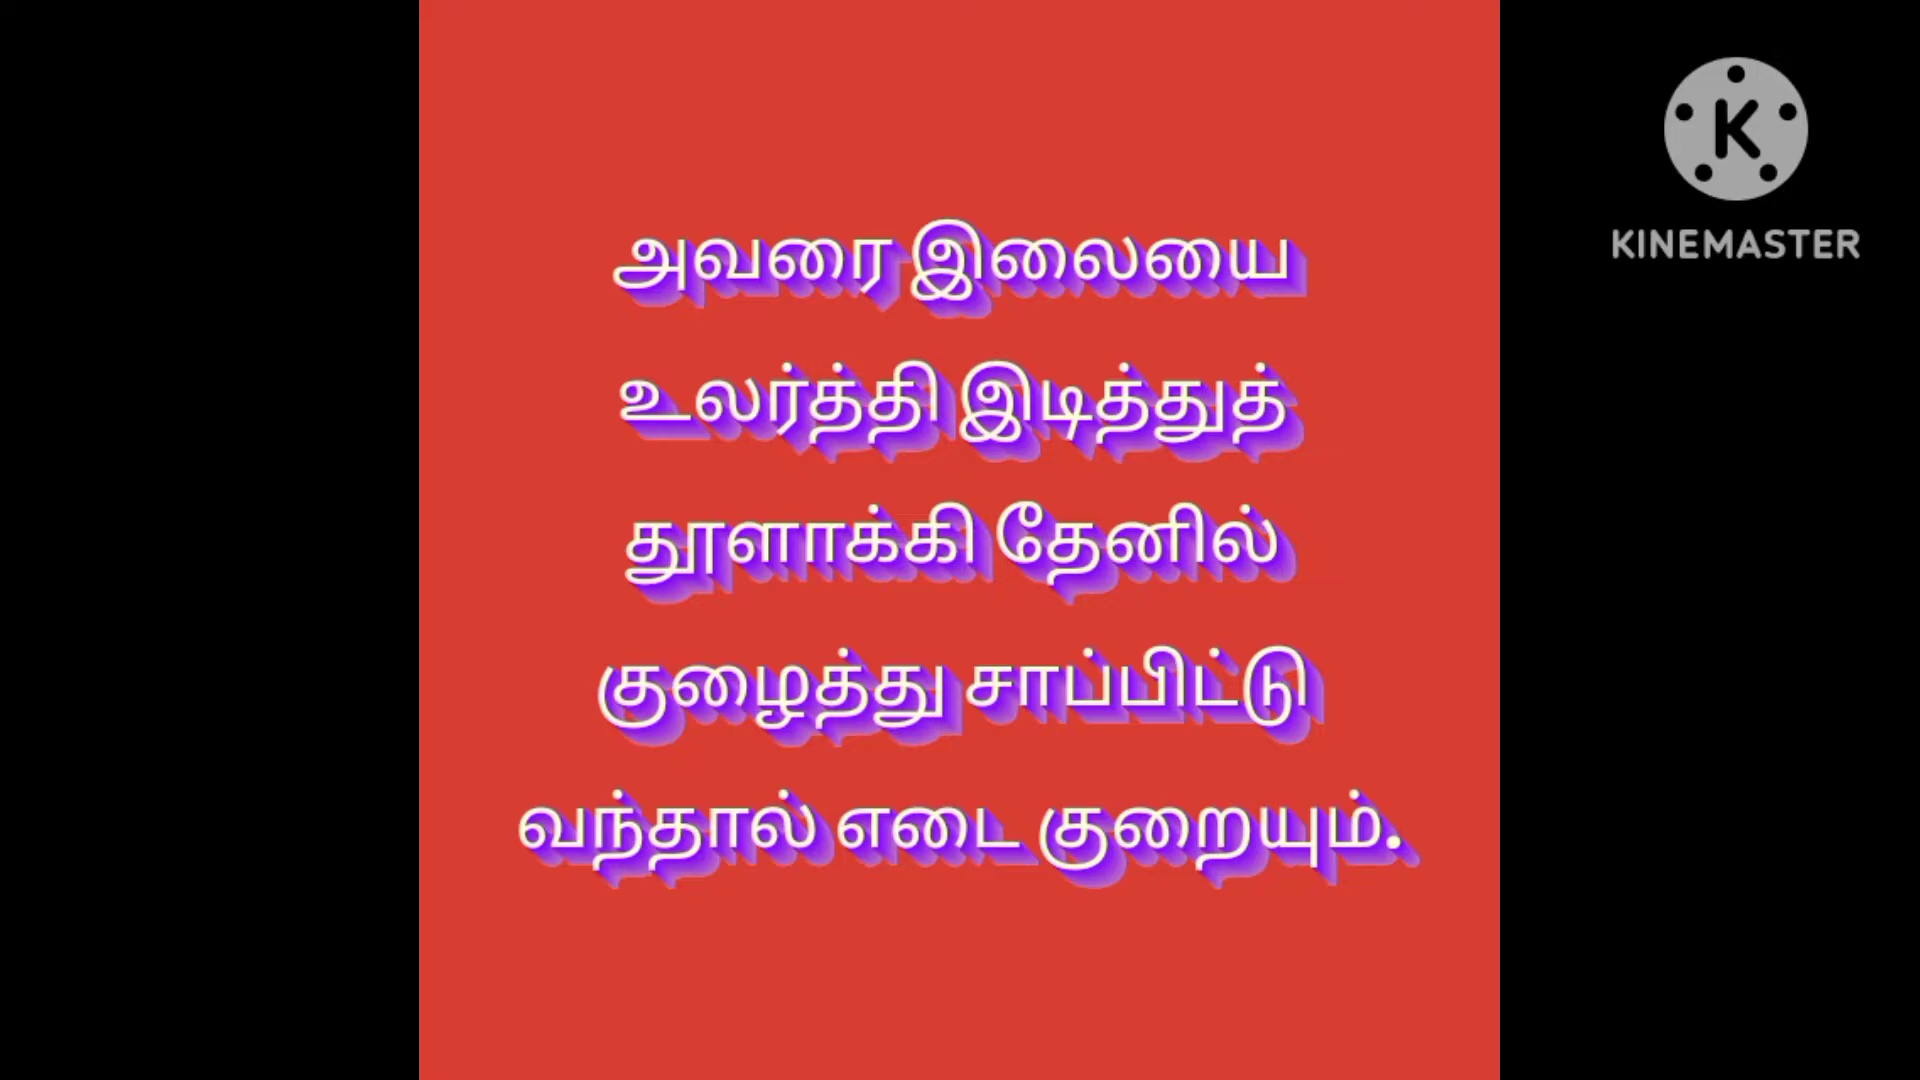 அவரை இலையை
உலர்த்தி இடித்துத்
தூளாக்கி தேனில்
குழைத்து சாப்பிட்டு
வந்தால் எடை குறையும்.
K
KINEMASTER